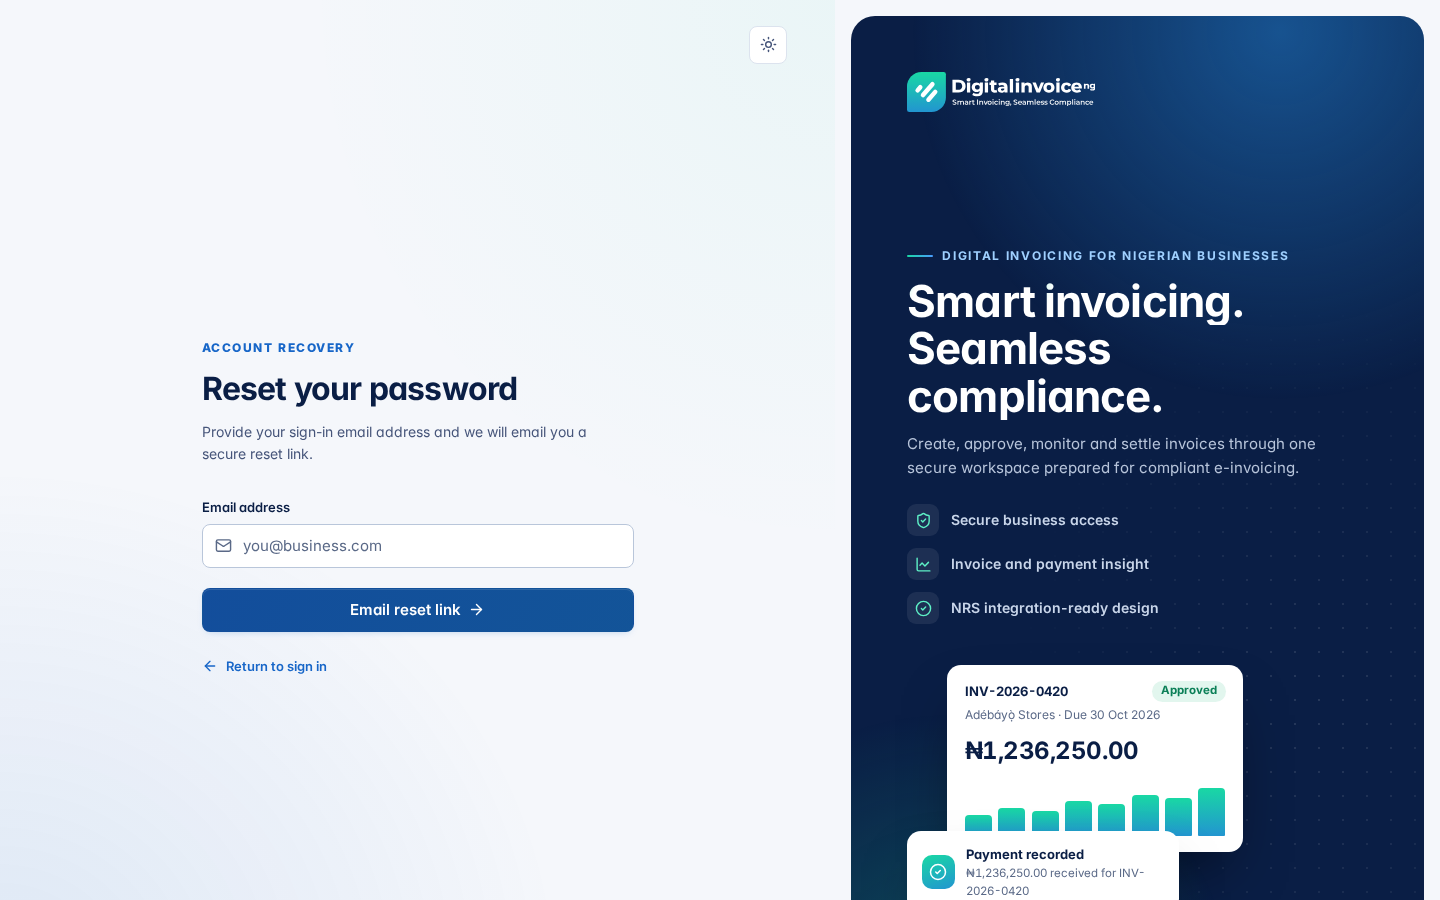 ACCOUNT RECOVERY
Reset your password
Provide your sign-in email address and we will email you a
secure reset link.
Email address
you@business.com
Email reset link
Return to sign in
Digitalinvoice ng
Smart Invoicing, Seamless Compliance
DIGITAL INVOICING FOR NIGERIAN BUSINESSES
Smart invoicing.
Seamless
compliance.
Create, approve, monitor and settle invoices through one
secure workspace prepared for compliant e-invoicing.
Secure business access
Invoice and payment insight
NRS integration-ready design
INV-2026-0420
Approved
Adébáyọ̀ Stores · Due 30 Oct 2026
₦1,236,250.00
Payment recorded
₦1,236,250.00 received for INV-
2026-0420